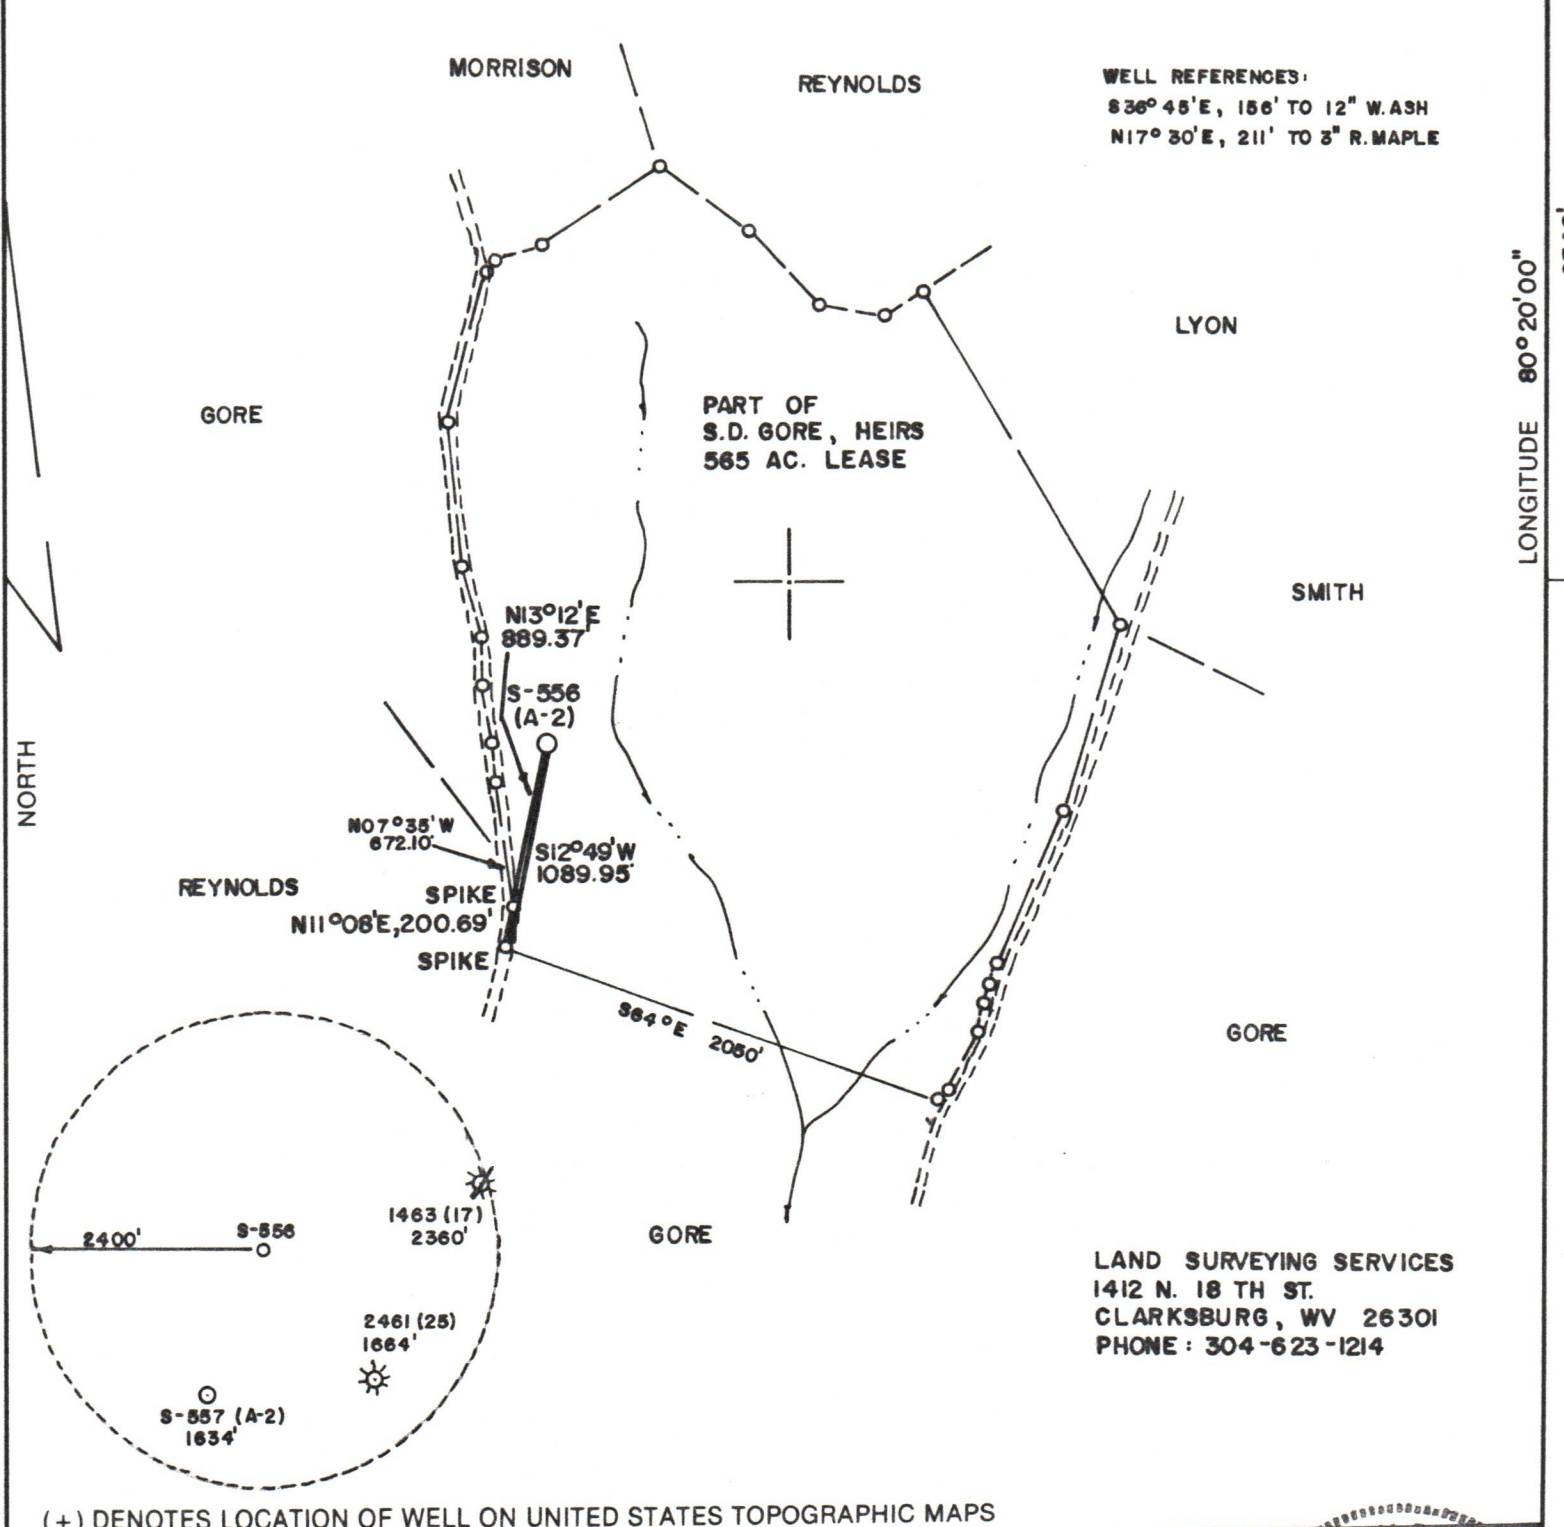 MORRISON
REYNOLDS
WELL REFERENCES:
S36° 45'E, 156' TO 12" W. ASH
N17° 30'E, 211' TO 3" R. MAPLE
LONGITUDE 80° 20' 00"
LYON
GORE
PART OF
S.D. GORE, HEIRS
565 AC. LEASE
SMITH
N13°12'E
889.37'
S-556
(A-2)
NORTH
N07°35'W
672.10'
S12°49'W
1089.95'
REYNOLDS
SPIKE
N11°08'E, 200.69'
SPIKE
S64°E 2050'
GORE
GORE
1463 (17)
2360'
2400'
S-556
2461 (25)
1664'
S-557 (A-2)
1634'
LAND SURVEYING SERVICES
1412 N. 18 TH ST.
CLARKSBURG, WV 26301
PHONE: 304-623-1214
(+) DENOTES LOCATION OF WELL ON UNITED STATES TOPOGRAPHIC MAPS